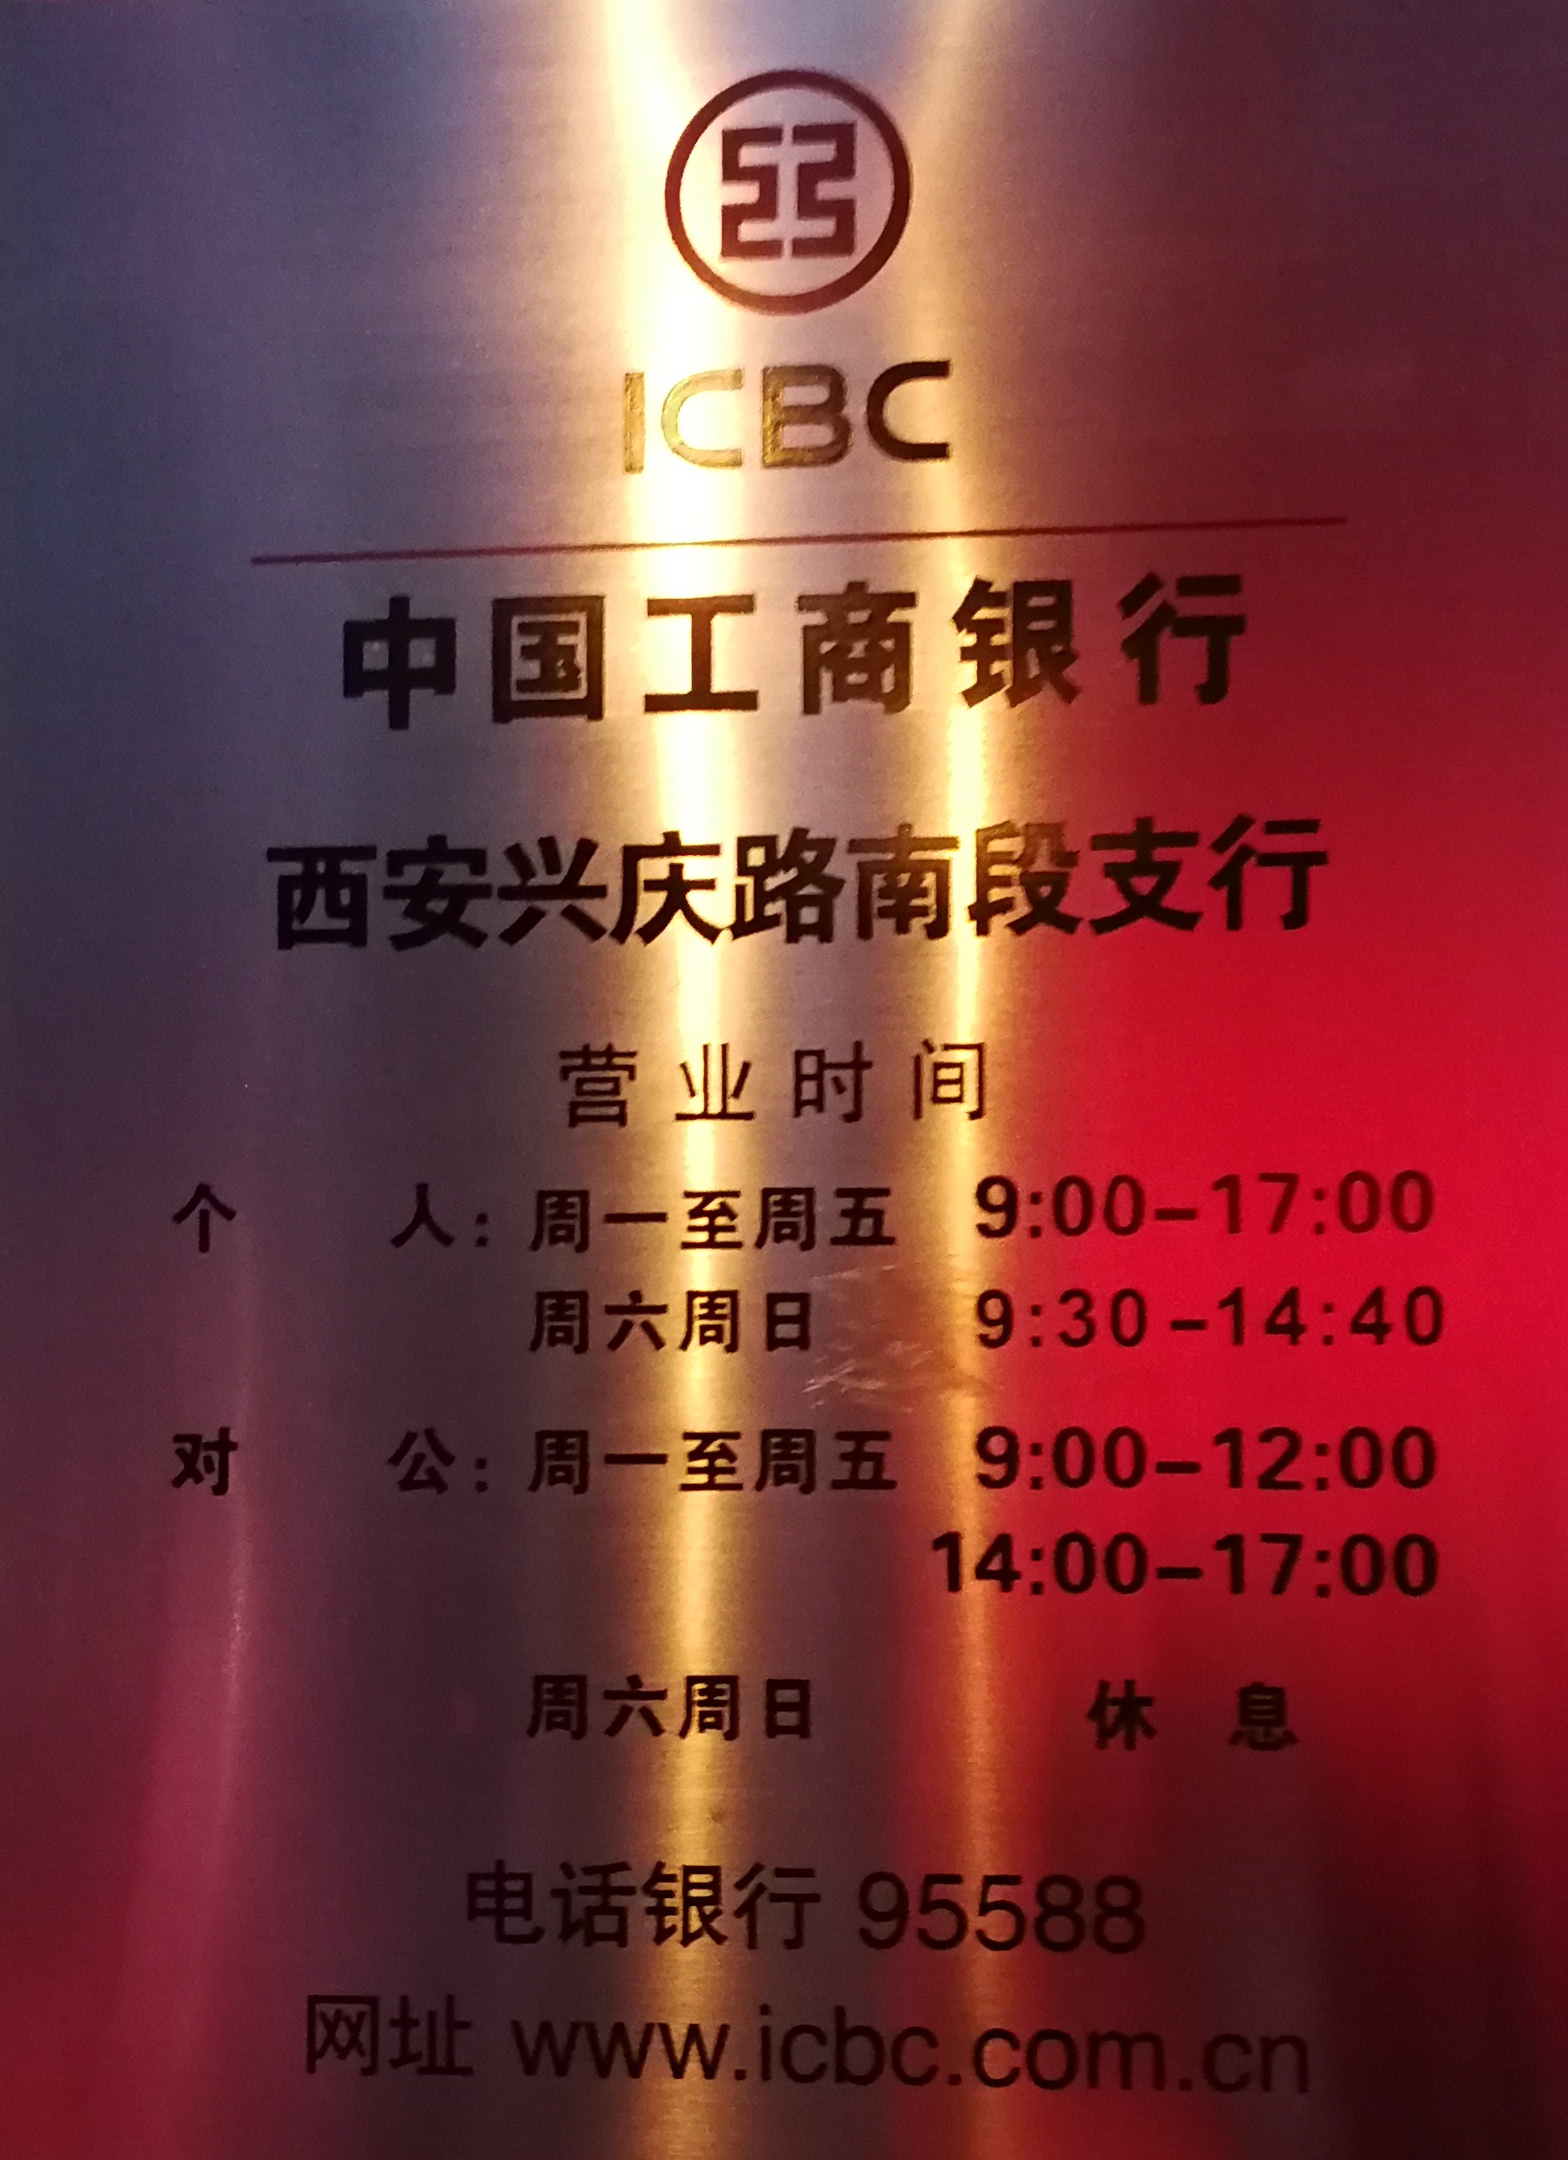 ICBC
中国工商银行
西安兴庆路南段支行
营业时间
个人：周一至周五 9:00-17:00
周六周日 9:30-14:40
对公：周一至周五 9:00-12:00
14:00-17:00
周六周日 休息
电话银行 95588
网址 www.icbc.com.cn